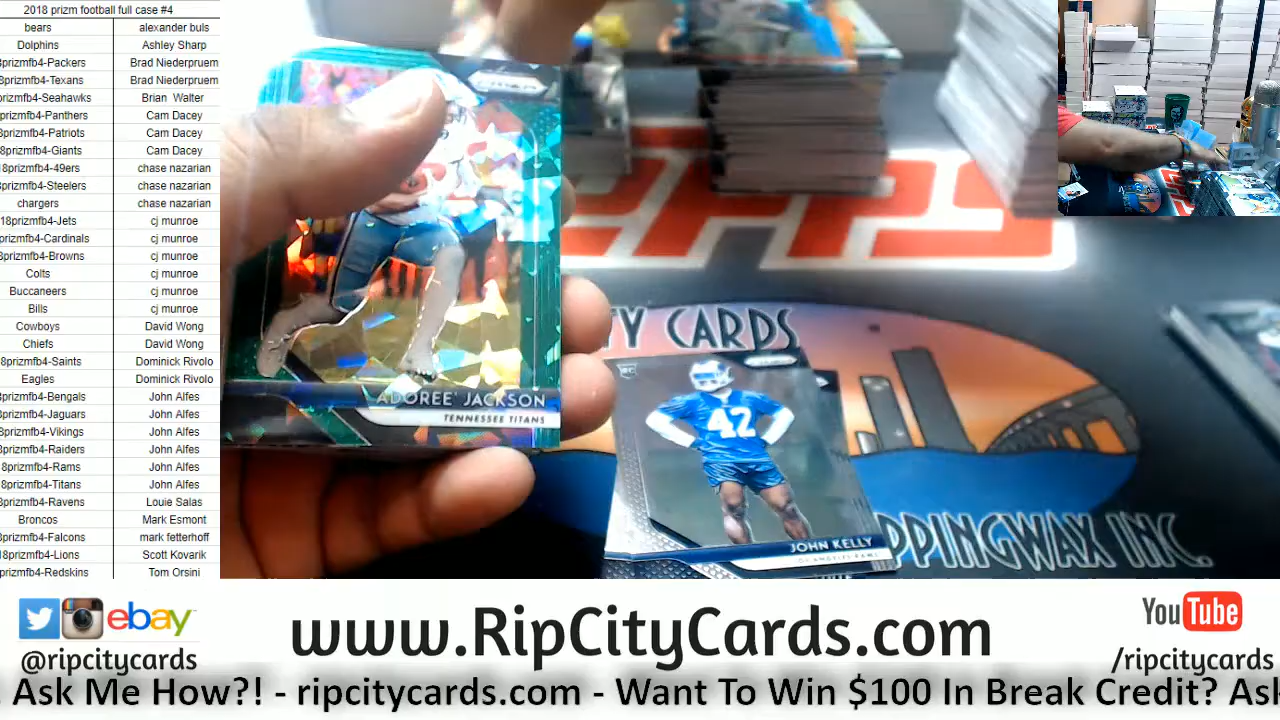 2018 prizm football full case #4
bears alexander buls
Dolphins Ashley Sharp
8prizmfb4-Packers Brad Niederpruem
8prizmfb4-Texans Brad Niederpruem
prizmfb4-Seahawks Brian Walter
prizmfb4-Panthers Cam Dacey
8prizmfb4-Patriots Cam Dacey
8prizmfb4-Giants Cam Dacey
18prizmfb4-49ers chase nazarian
8prizmfb4-Steelers chase nazarian
chargers chase nazarian
18prizmfb4-Jets cj munroe
prizmfb4-Cardinals cj munroe
8prizmfb4-Browns cj munroe
Colts cj munroe
Buccaneers cj munroe
Bills cj munroe
Cowboys David Wong
Chiefs David Wong
8prizmfb4-Saints Dominick Rivolo
Eagles Dominick Rivolo
8prizmfb4-Bengals John Alfes
8prizmfb4-Jaguars John Alfes
8prizmfb4-Vikings John Alfes
8prizmfb4-Raiders John Alfes
8prizmfb4-Rams John Alfes
8prizmfb4-Titans John Alfes
8prizmfb4-Ravens Louie Salas
Broncos Mark Esmont
8prizmfb4-Falcons mark fetterhoff
18prizmfb4-Lions Scott Kovarik
prizmfb4-Redskins Tom Orsini
ADOREE' JACKSON
TENNESSEE TITANS
TY CARDS
RC
42
JOHN KELLY
LOS ANGELES RAMS
PPINGWAX INC.
ebay
@ripcitycards
www.RipCityCards.com
YouTube
/ripcitycards
Ask Me How?! - ripcitycards.com - Want To Win $100 In Break Credit? Ask